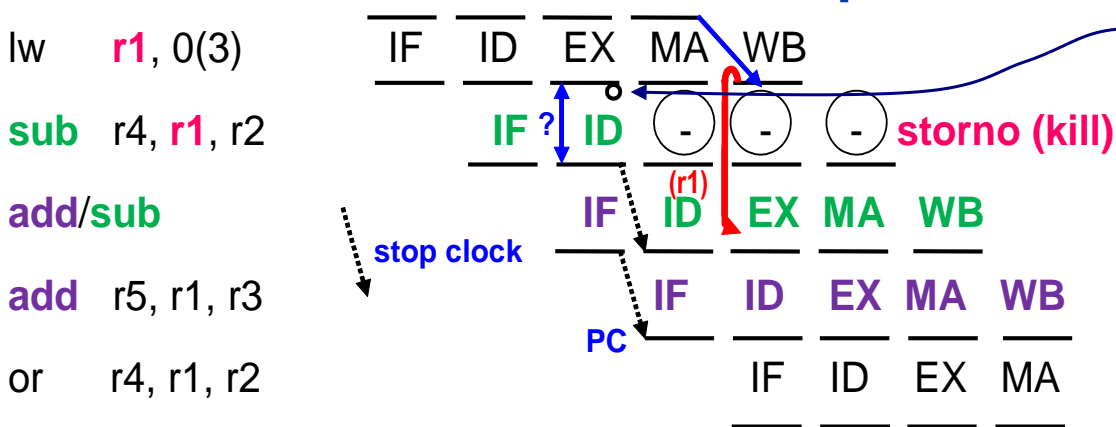 lw r1, 0(3) IF ID EX MA WB
sub r4, r1, r2 IF ? ID - - - storno (kill)
(r1)
add/sub IF ID EX MA WB
stop clock
add r5, r1, r3 IF ID EX MA WB
PC
or r4, r1, r2 IF ID EX MA